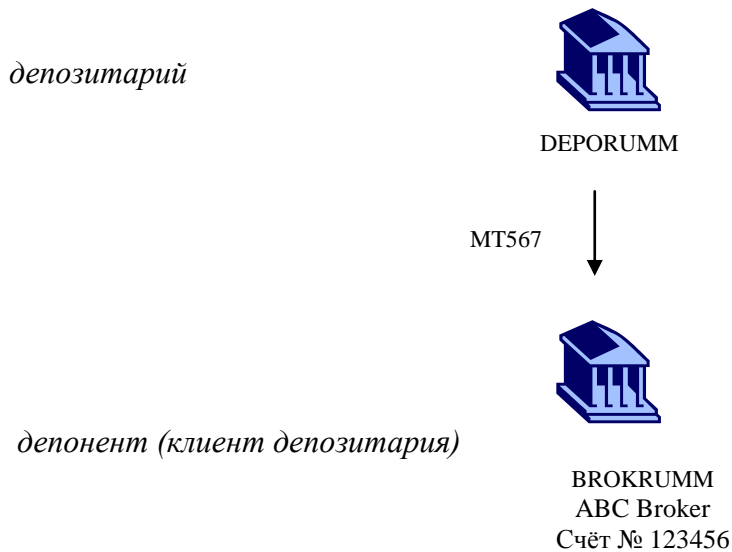 депозитарий
DEPORUMM
MT567
депонент (клиент депозитария)
BROKRUMM
ABC Broker
Счёт № 123456